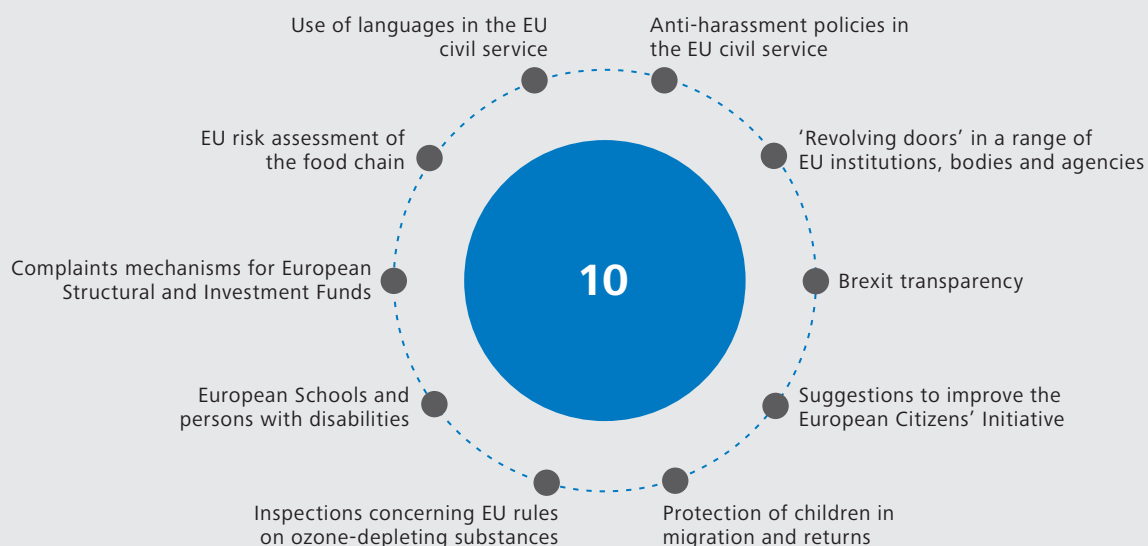 Use of languages in the EU
civil service
Anti-harassment policies in
the EU civil service
EU risk assessment of
the food chain
‘Revolving doors’ in a range of
EU institutions, bodies and agencies
Complaints mechanisms for European
Structural and Investment Funds
10
Brexit transparency
European Schools and
persons with disabilities
Suggestions to improve the
European Citizens’ Initiative
Inspections concerning EU rules
on ozone-depleting substances
Protection of children in
migration and returns